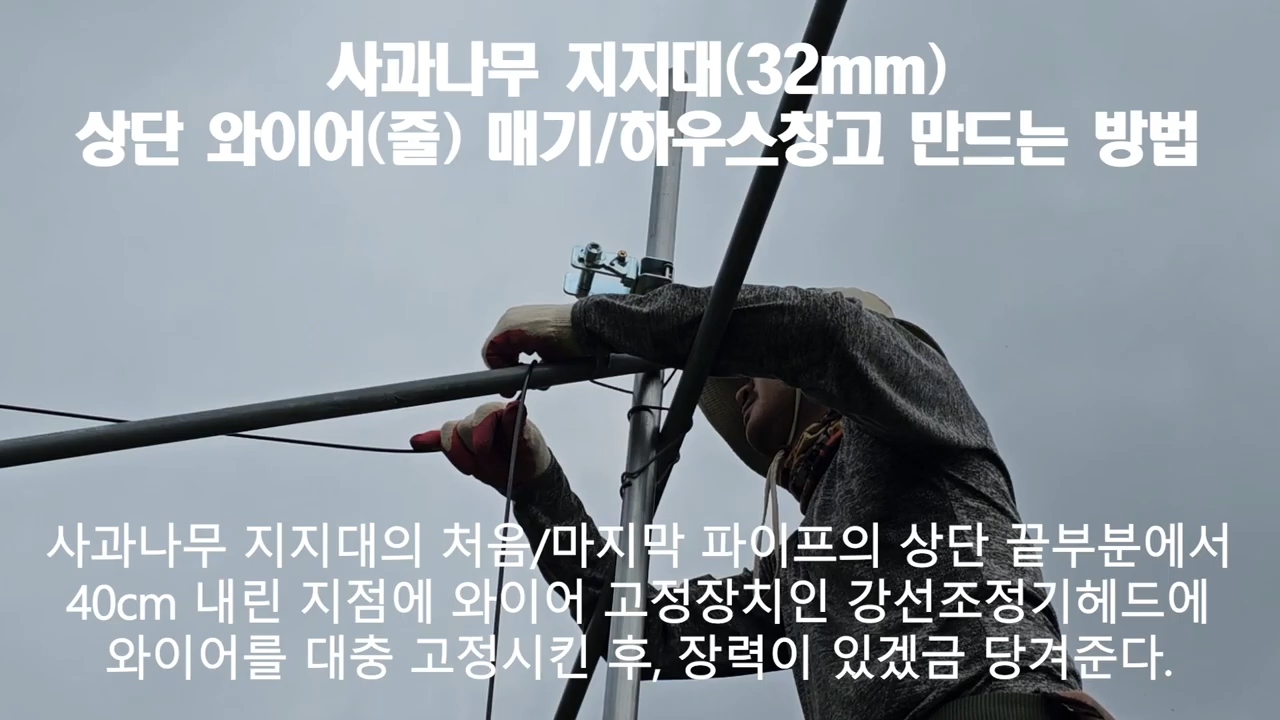 사과나무 지지대(32mm)
상단 와이어(줄) 매기/하우스창고 만드는 방법
사과나무 지지대의 처음/마지막 파이프의 상단 끝부분에서
40cm 내린 지점에 와이어 고정장치인 강선조정기헤드에
와이어를 대충 고정시킨 후, 장력이 있겠금 당겨준다.